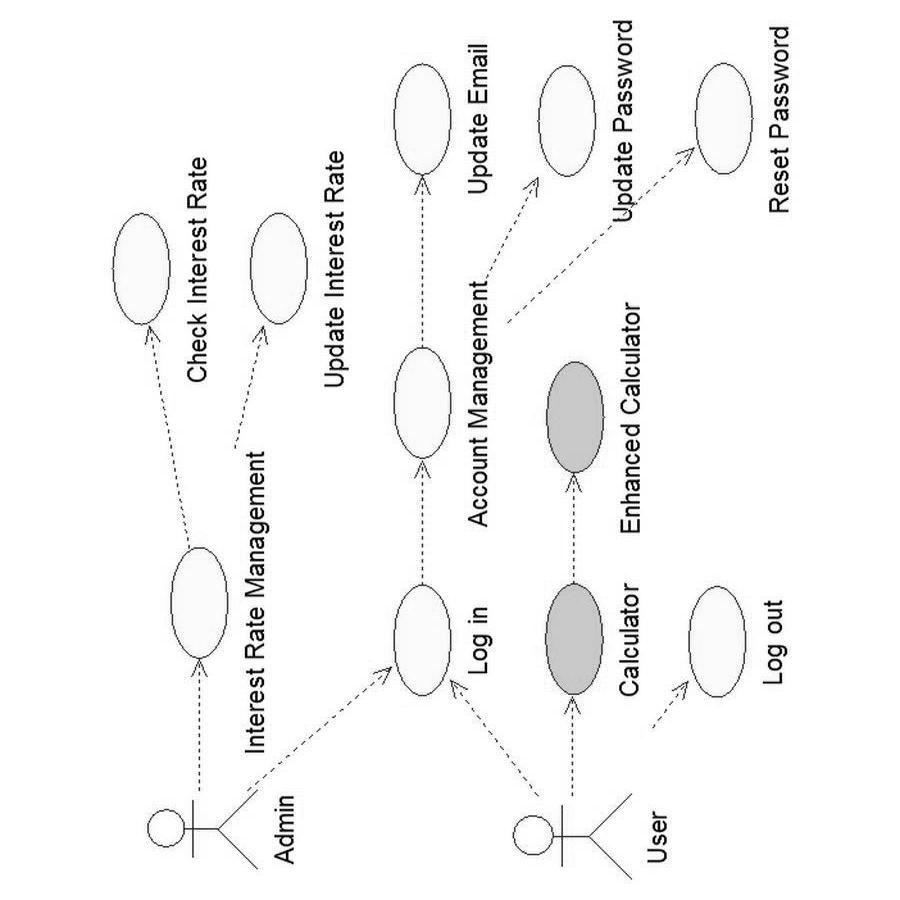 Admin
Interest Rate Management
Check Interest Rate
Update Interest Rate
Log in
Account Management
Update Email
Update Password
Reset Password
User
Calculator
Enhanced Calculator
Log out